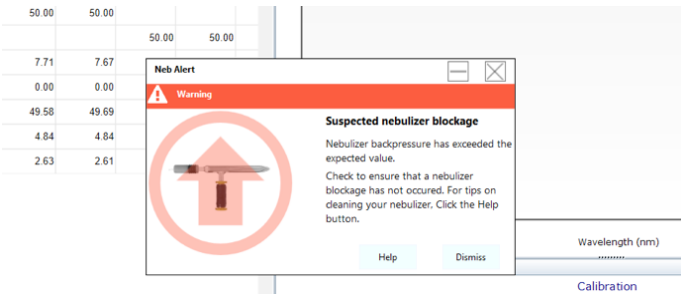 50.00 50.00
50.00 50.00
7.71 7.67
0.00 0.00
49.58 49.69
4.84 4.84
2.63 2.61
Neb Alert
Warning
Suspected nebulizer blockage
Nebulizer backpressure has exceeded the
expected value.
Check to ensure that a nebulizer
blockage has not occured. For tips on
cleaning your nebulizer, Click the Help
button.
Help Dismiss
Wavelength (nm)
Calibration